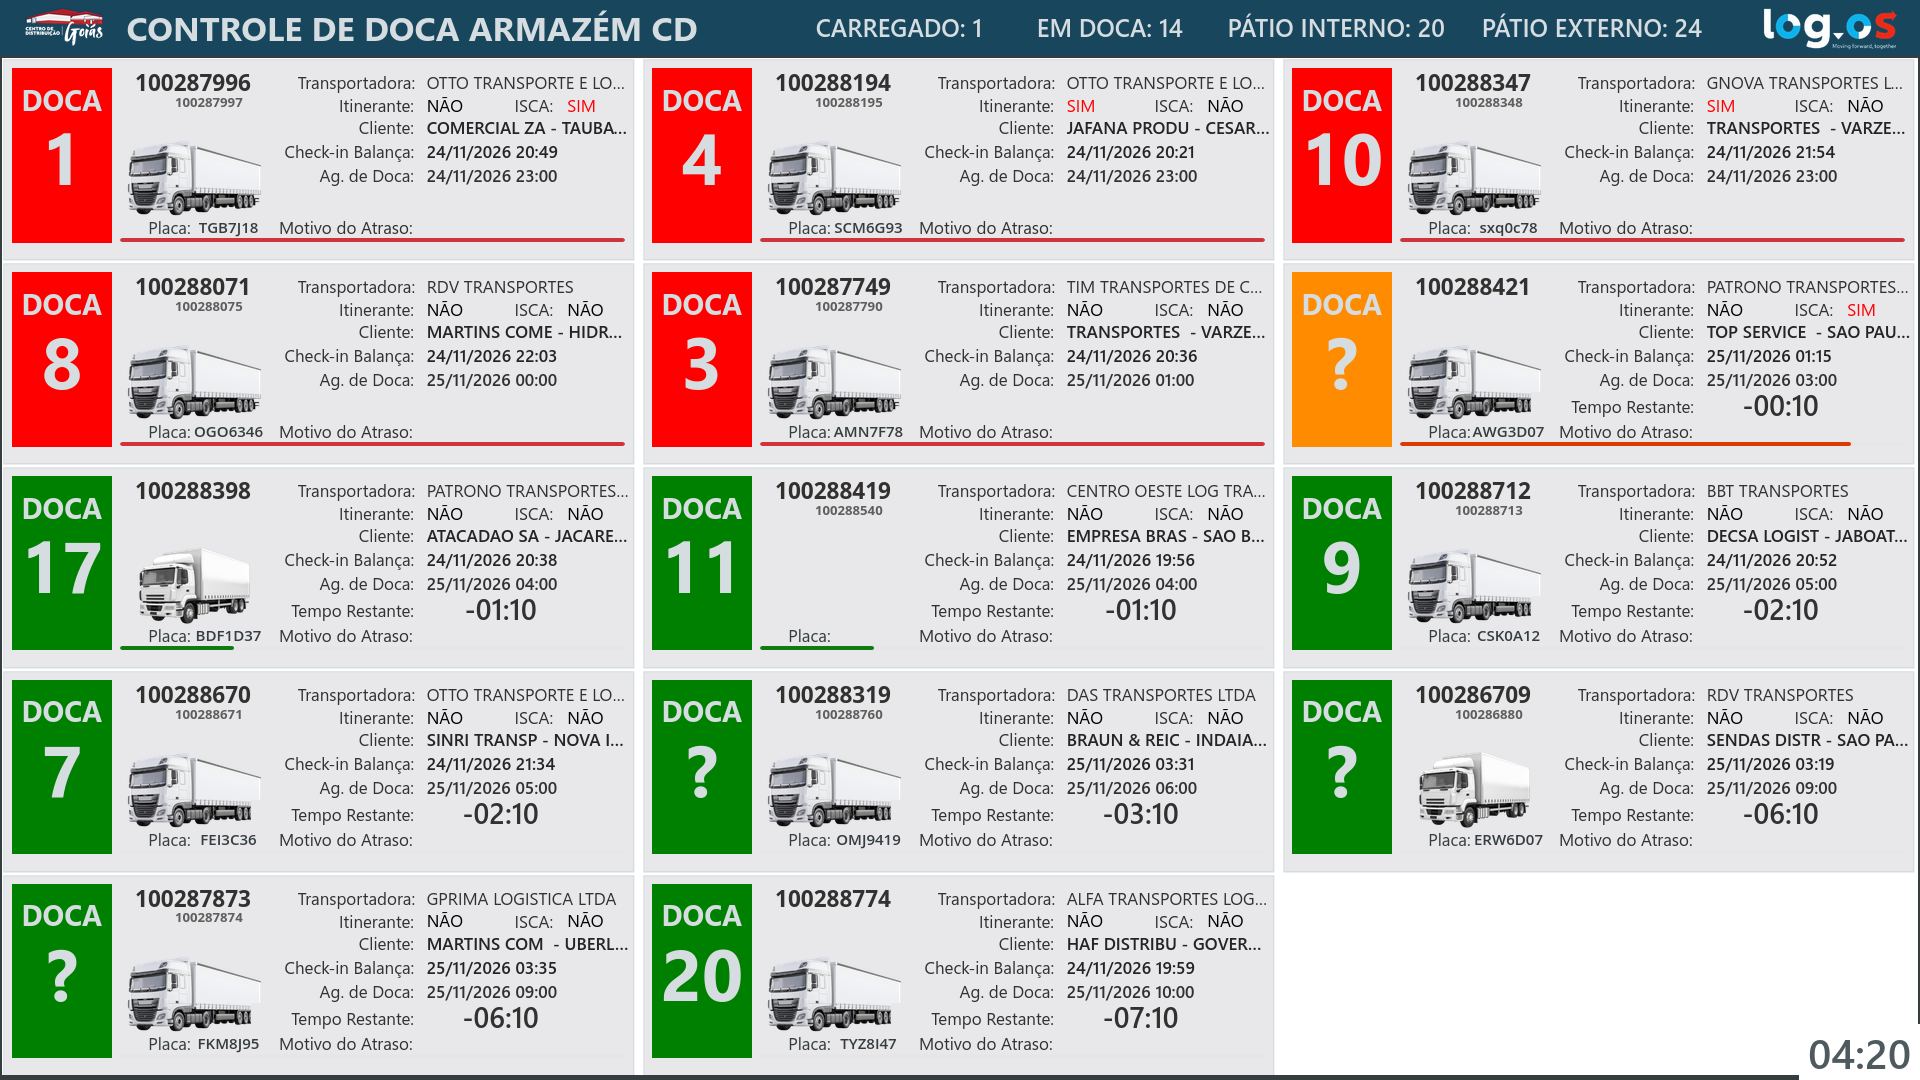 CENTRO DE DISTRIBUIÇÃO Goiás
CONTROLE DE DOCA ARMAZÉM CD
CARREGADO: 1
EM DOCA: 14
PÁTIO INTERNO: 20
PÁTIO EXTERNO: 24
log.os
Moving forward, together
DOCA
1
100287996
100287997
Transportadora: OTTO TRANSPORTE E LO...
Itinerante: NÃO ISCA: SIM
Cliente: COMERCIAL ZA - TAUBA...
Check-in Balança: 24/11/2026 20:49
Ag. de Doca: 24/11/2026 23:00
Placa: TGB7J18 Motivo do Atraso:
DOCA
4
100288194
100288195
Transportadora: OTTO TRANSPORTE E LO...
Itinerante: SIM ISCA: NÃO
Cliente: JAFANA PRODU - CESAR...
Check-in Balança: 24/11/2026 20:21
Ag. de Doca: 24/11/2026 23:00
Placa: SCM6G93 Motivo do Atraso:
DOCA
10
100288347
100288348
Transportadora: GNOVA TRANSPORTES L...
Itinerante: SIM ISCA: NÃO
Cliente: TRANSPORTES - VARZE...
Check-in Balança: 24/11/2026 21:54
Ag. de Doca: 24/11/2026 23:00
Placa: sxq0c78 Motivo do Atraso:
DOCA
8
100288071
100288075
Transportadora: RDV TRANSPORTES
Itinerante: NÃO ISCA: NÃO
Cliente: MARTINS COME - HIDR...
Check-in Balança: 24/11/2026 22:03
Ag. de Doca: 25/11/2026 00:00
Placa: OGO6346 Motivo do Atraso:
DOCA
3
100287749
100287790
Transportadora: TIM TRANSPORTES DE C...
Itinerante: NÃO ISCA: NÃO
Cliente: TRANSPORTES - VARZE...
Check-in Balança: 24/11/2026 20:36
Ag. de Doca: 25/11/2026 01:00
Placa: AMN7F78 Motivo do Atraso:
DOCA
?
100288421
Transportadora: PATRONO TRANSPORTES...
Itinerante: NÃO ISCA: SIM
Cliente: TOP SERVICE - SAO PAU...
Check-in Balança: 25/11/2026 01:15
Ag. de Doca: 25/11/2026 03:00
Tempo Restante: -00:10
Placa: AWG3D07 Motivo do Atraso:
DOCA
17
100288398
Transportadora: PATRONO TRANSPORTES...
Itinerante: NÃO ISCA: NÃO
Cliente: ATACADAO SA - JACARE...
Check-in Balança: 24/11/2026 20:38
Ag. de Doca: 25/11/2026 04:00
Tempo Restante: -01:10
Placa: BDF1D37 Motivo do Atraso:
DOCA
11
100288419
100288540
Transportadora: CENTRO OESTE LOG TRA...
Itinerante: NÃO ISCA: NÃO
Cliente: EMPRESA BRAS - SAO B...
Check-in Balança: 24/11/2026 19:56
Ag. de Doca: 25/11/2026 04:00
Tempo Restante: -01:10
Placa: Motivo do Atraso:
DOCA
9
100288712
100288713
Transportadora: BBT TRANSPORTES
Itinerante: NÃO ISCA: NÃO
Cliente: DECSA LOGIST - JABOAT...
Check-in Balança: 24/11/2026 20:52
Ag. de Doca: 25/11/2026 05:00
Tempo Restante: -02:10
Placa: CSK0A12 Motivo do Atraso:
DOCA
7
100288670
100288671
Transportadora: OTTO TRANSPORTE E LO...
Itinerante: NÃO ISCA: NÃO
Cliente: SINRI TRANSP - NOVA I...
Check-in Balança: 24/11/2026 21:34
Ag. de Doca: 25/11/2026 05:00
Tempo Restante: -02:10
Placa: FEI3C36 Motivo do Atraso:
DOCA
?
100288319
100288760
Transportadora: DAS TRANSPORTES LTDA
Itinerante: NÃO ISCA: NÃO
Cliente: BRAUN & REIC - INDAIA...
Check-in Balança: 25/11/2026 03:31
Ag. de Doca: 25/11/2026 06:00
Tempo Restante: -03:10
Placa: OMJ9419 Motivo do Atraso:
DOCA
?
100286709
100286880
Transportadora: RDV TRANSPORTES
Itinerante: NÃO ISCA: NÃO
Cliente: SENDAS DISTR - SAO PA...
Check-in Balança: 25/11/2026 03:19
Ag. de Doca: 25/11/2026 09:00
Tempo Restante: -06:10
Placa: ERW6D07 Motivo do Atraso:
DOCA
?
100287873
100287874
Transportadora: GPRIMA LOGISTICA LTDA
Itinerante: NÃO ISCA: NÃO
Cliente: MARTINS COM - UBERL...
Check-in Balança: 25/11/2026 03:35
Ag. de Doca: 25/11/2026 09:00
Tempo Restante: -06:10
Placa: FKM8J95 Motivo do Atraso:
DOCA
20
100288774
Transportadora: ALFA TRANSPORTES LOG...
Itinerante: NÃO ISCA: NÃO
Cliente: HAF DISTRIBU - GOVER...
Check-in Balança: 24/11/2026 19:59
Ag. de Doca: 25/11/2026 10:00
Tempo Restante: -07:10
Placa: TYZ8I47 Motivo do Atraso:
04:20